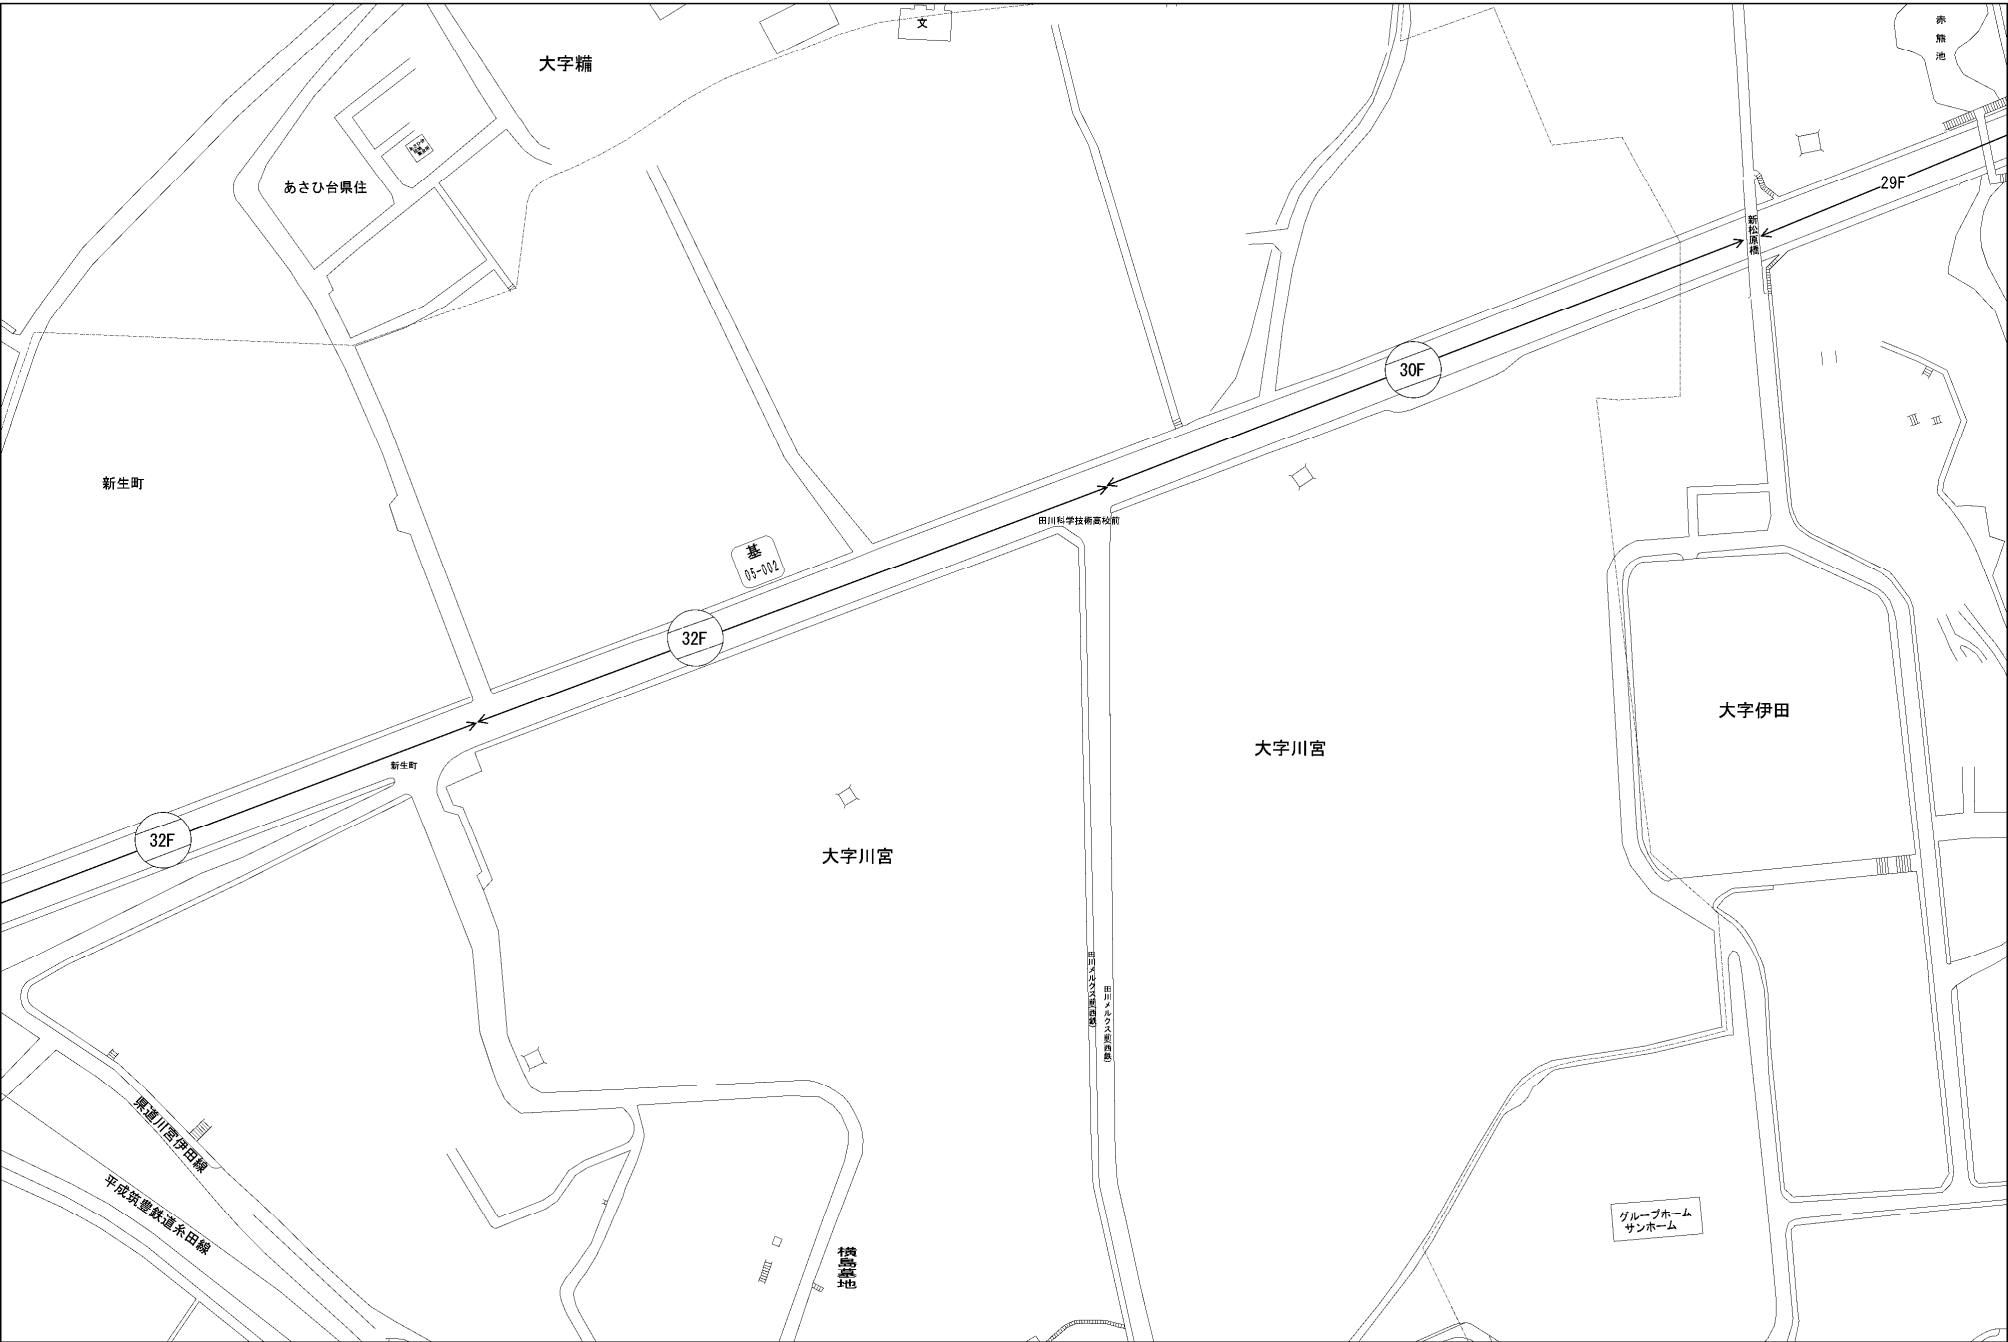 文
赤熊池
大字糒
あさひ台県住
29F
新松原橋
30F
新生町
田川科学技術高校前
基
05-002
32F
大字伊田
大字川宮
新生町
32F
大字川宮
田川メルクス前(西鉄)
田川メルクス前(西鉄)
県道川宮伊田線
平成筑豊鉄道糸田線
グループホーム
サンホーム
横島墓地